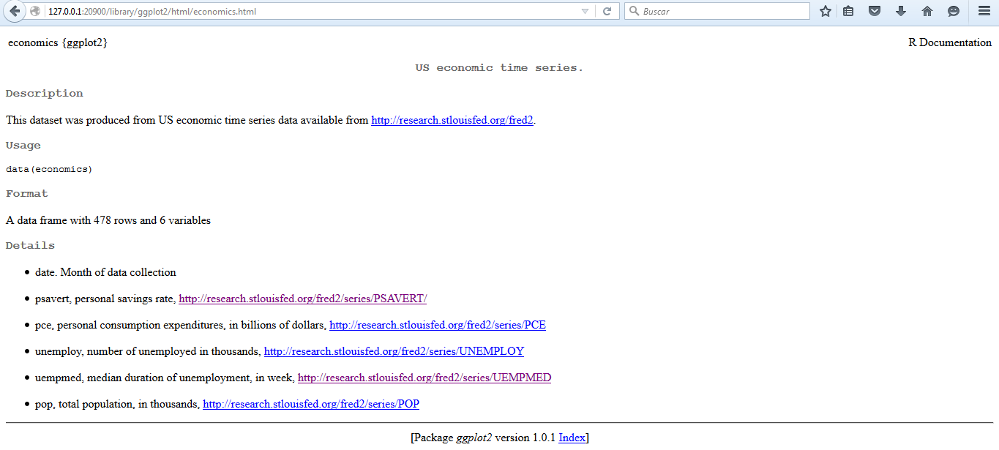 127.0.0.1:20900/library/ggplot2/html/economics.html
Buscar
economics {ggplot2}
R Documentation
US economic time series.
Description
This dataset was produced from US economic time series data available from http://research.stlouisfed.org/fred2.
Usage
data(economics)
Format
A data frame with 478 rows and 6 variables
Details
• date. Month of data collection
• psavert, personal savings rate, http://research.stlouisfed.org/fred2/series/PSAVERT/
• pce, personal consumption expenditures, in billions of dollars, http://research.stlouisfed.org/fred2/series/PCE
• unemploy, number of unemployed in thousands, http://research.stlouisfed.org/fred2/series/UNEMPLOY
• uempmed, median duration of unemployment, in week, http://research.stlouisfed.org/fred2/series/UEMPMED
• pop, total population, in thousands, http://research.stlouisfed.org/fred2/series/POP
[Package ggplot2 version 1.0.1 Index]